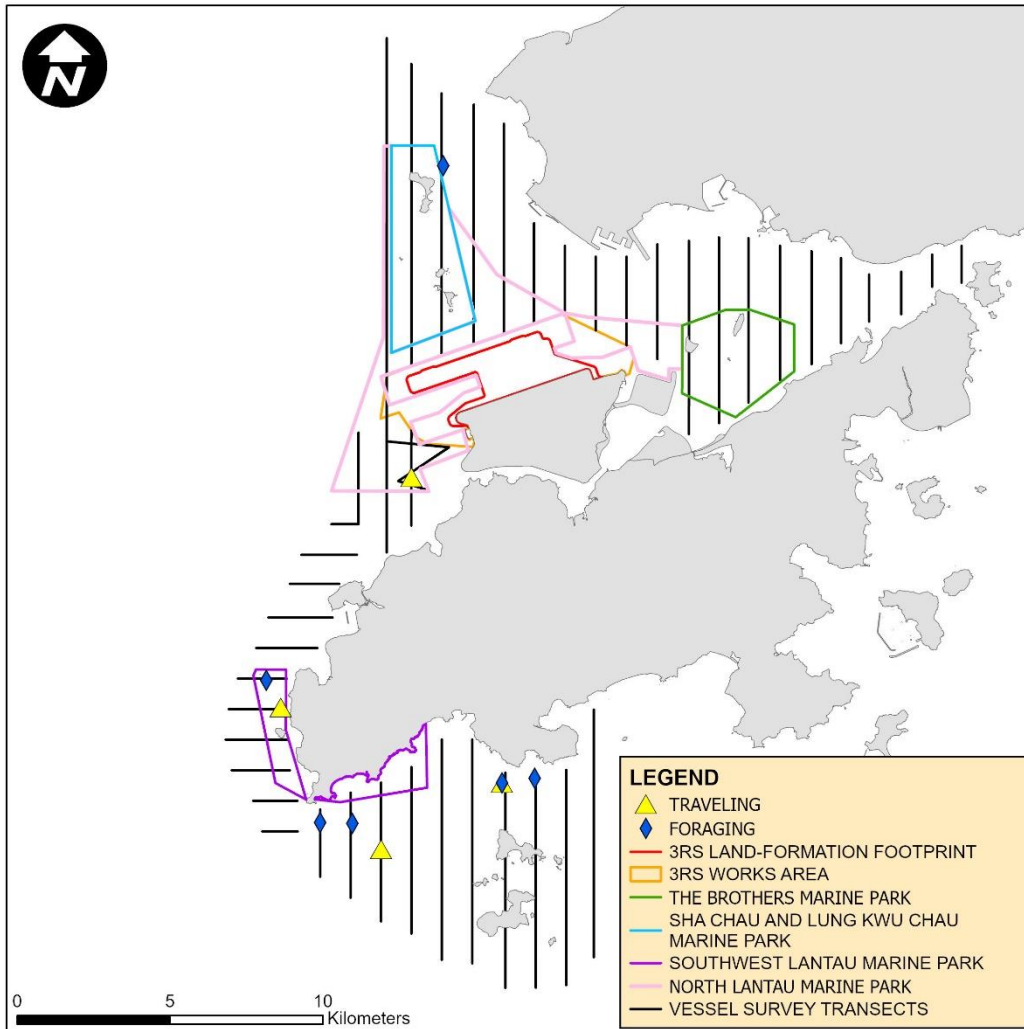 N
LEGEND
TRAVELING
FORAGING
3RS LAND-FORMATION FOOTPRINT
3RS WORKS AREA
THE BROTHERS MARINE PARK
SHA CHAU AND LUNG KWU CHAU
MARINE PARK
SOUTHWEST LANTAU MARINE PARK
NORTH LANTAU MARINE PARK
VESSEL SURVEY TRANSECTS
0 5 10
Kilometers